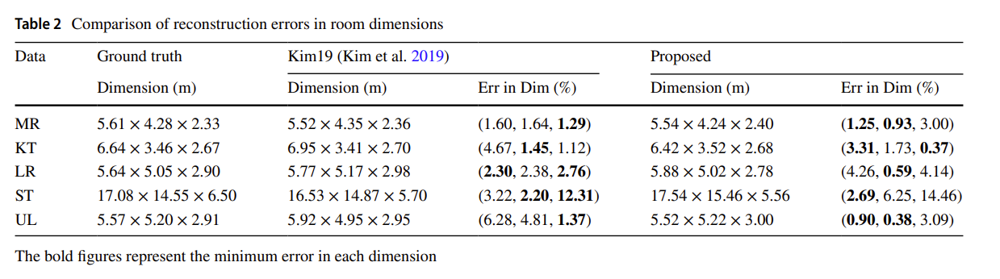 Table 2 Comparison of reconstruction errors in room dimensions
Data Ground truth Kim19 (Kim et al. 2019) Proposed
Dimension (m) Dimension (m) Err in Dim (%) Dimension (m) Err in Dim (%)
MR 5.61 × 4.28 × 2.33 5.52 × 4.35 × 2.36 (1.60, 1.64, 1.29) 5.54 × 4.24 × 2.40 (1.25, 0.93, 3.00)
KT 6.64 × 3.46 × 2.67 6.95 × 3.41 × 2.70 (4.67, 1.45, 1.12) 6.42 × 3.52 × 2.68 (3.31, 1.73, 0.37)
LR 5.64 × 5.05 × 2.90 5.77 × 5.17 × 2.98 (2.30, 2.38, 2.76) 5.88 × 5.02 × 2.78 (4.26, 0.59, 4.14)
ST 17.08 × 14.55 × 6.50 16.53 × 14.87 × 5.70 (3.22, 2.20, 12.31) 17.54 × 15.46 × 5.56 (2.69, 6.25, 14.46)
UL 5.57 × 5.20 × 2.91 5.92 × 4.95 × 2.95 (6.28, 4.81, 1.37) 5.52 × 5.22 × 3.00 (0.90, 0.38, 3.09)
The bold figures represent the minimum error in each dimension